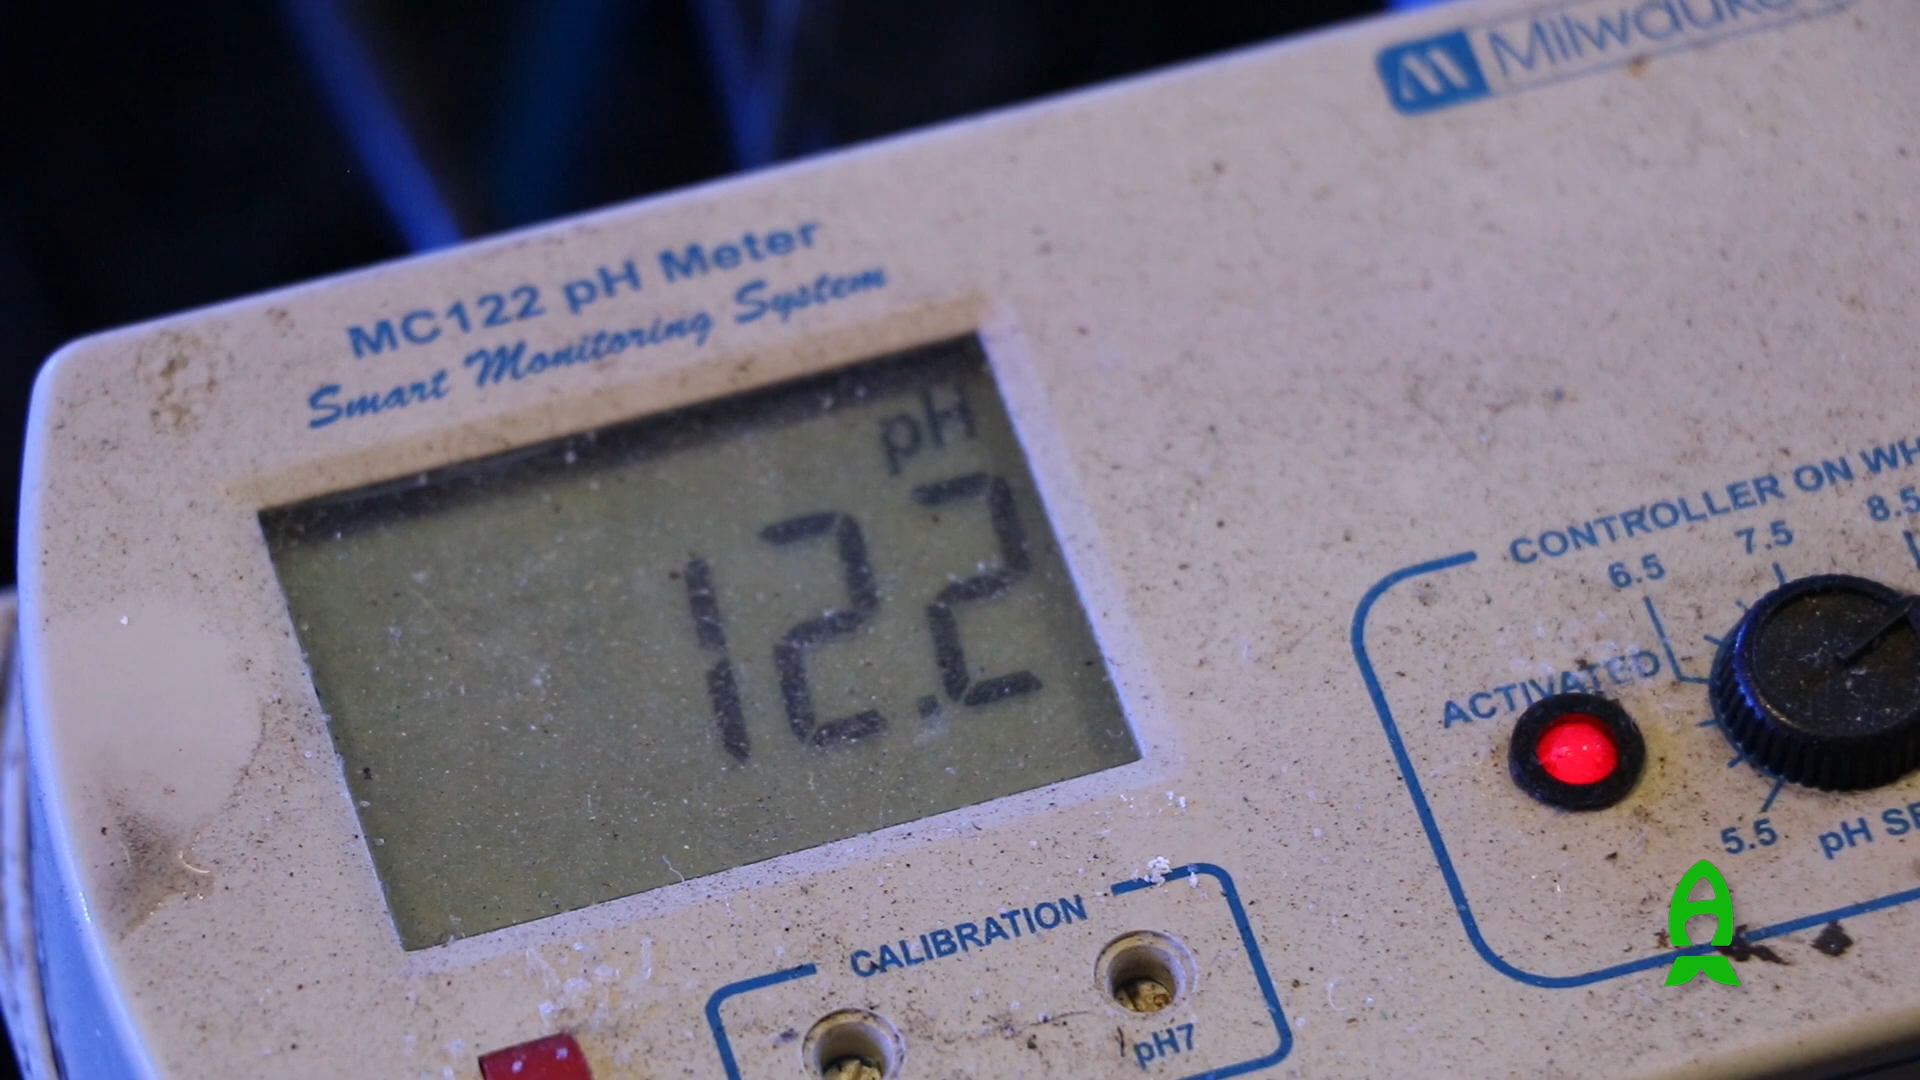 Milwaukee
MC122 pH Meter
Smart Monitoring System
pH
12.2
CONTROLLER ON WH
6.5
7.5
8.5
ACTIVATED
5.5
pH SE
CALIBRATION
pH7